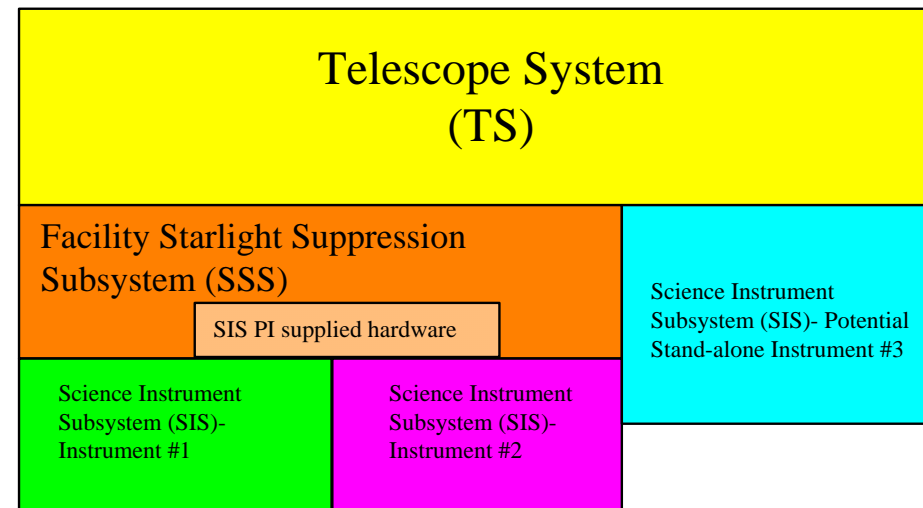 Telescope System
(TS)
Facility Starlight Suppression
Subsystem (SSS)
SIS PI supplied hardware
Science Instrument
Subsystem (SIS)- Potential
Stand-alone Instrument #3
Science Instrument
Subsystem (SIS)-
Instrument #1
Science Instrument
Subsystem (SIS)-
Instrument #2